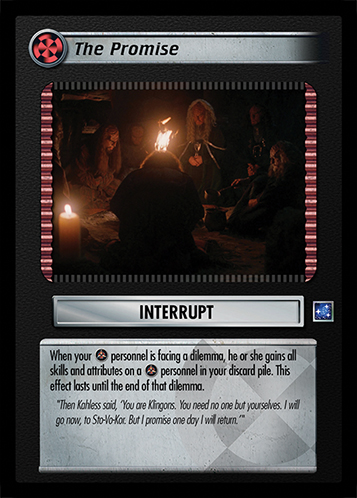 The Promise
INTERRUPT
When your personnel is facing a dilemma, he or she gains all
skills and attributes on a personnel in your discard pile. This
effect lasts until the end of that dilemma.
"Then Kahless said, 'You are Klingons. You need no one but yourselves. I will
go now, to Sto-Vo-Kor. But I promise one day I will return.'"